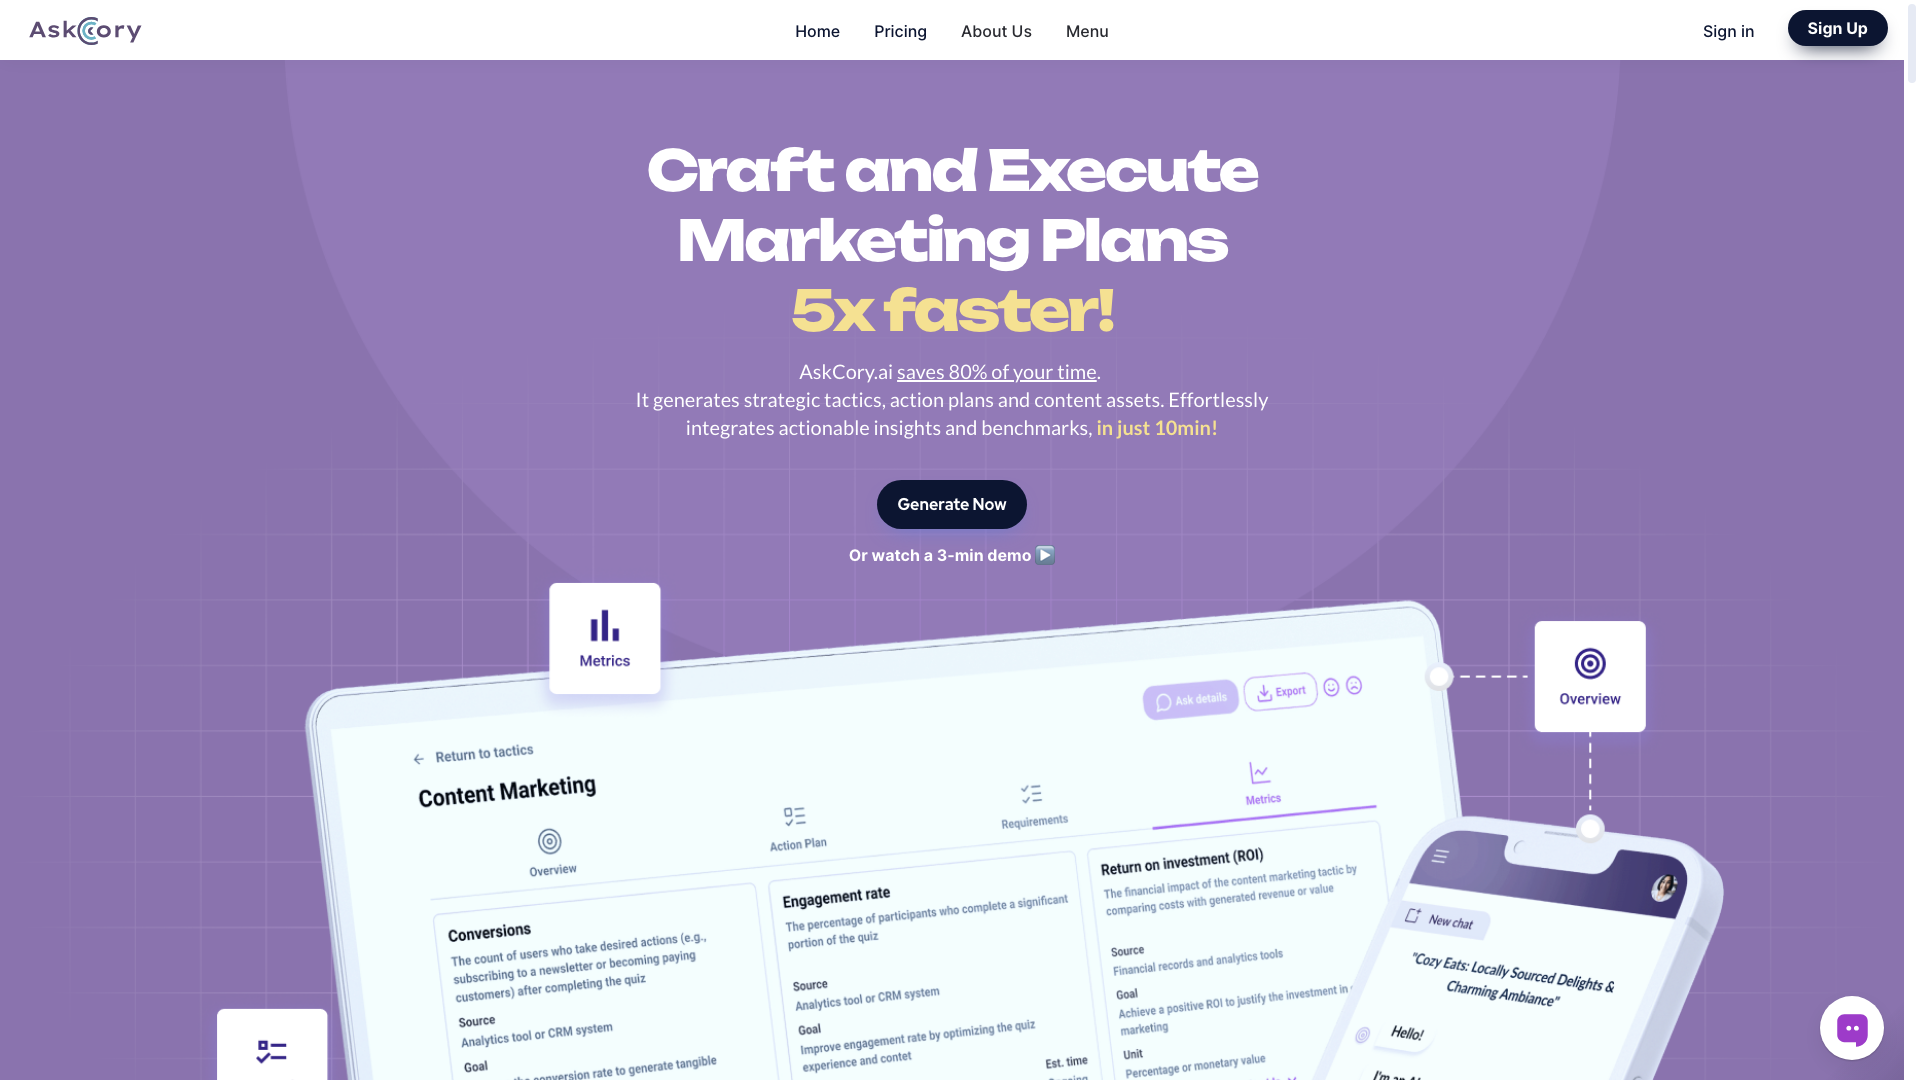 AskCory
Home
Pricing
About Us
Menu
Sign in
Sign Up
Craft and Execute
Marketing Plans
5x faster!
AskCory.ai saves 80% of your time.
It generates strategic tactics, action plans and content assets. Effortlessly
integrates actionable insights and benchmarks, in just 10min!
Generate Now
Or watch a 3-min demo
Metrics
Overview
Ask details
Export
Return to tactics
Content Marketing
Overview
Action Plan
Requirements
Metrics
Conversions
The count of users who take desired actions (e.g.,
subscribing to a newsletter or becoming paying
customers) after completing the quiz
Source
Analytics tool or CRM system
Goal
conversion rate to generate tangible
Engagement rate
The percentage of participants who complete a significant
portion of the quiz
Source
Analytics tool or CRM system
Goal
Improve engagement rate by optimizing the quiz
experience and contet
Est. time
Return on investment (ROI)
The financial impact of the content marketing tactic by
comparing costs with generated revenue or value
Source
Financial records and analytics tools
Goal
Achieve a positive ROI to justify the investment in
marketing
Unit
Percentage or monetary value
New chat
"Cozy Eats: Locally Sourced Delights &
Charming Ambiance"
Hello!
I'm an